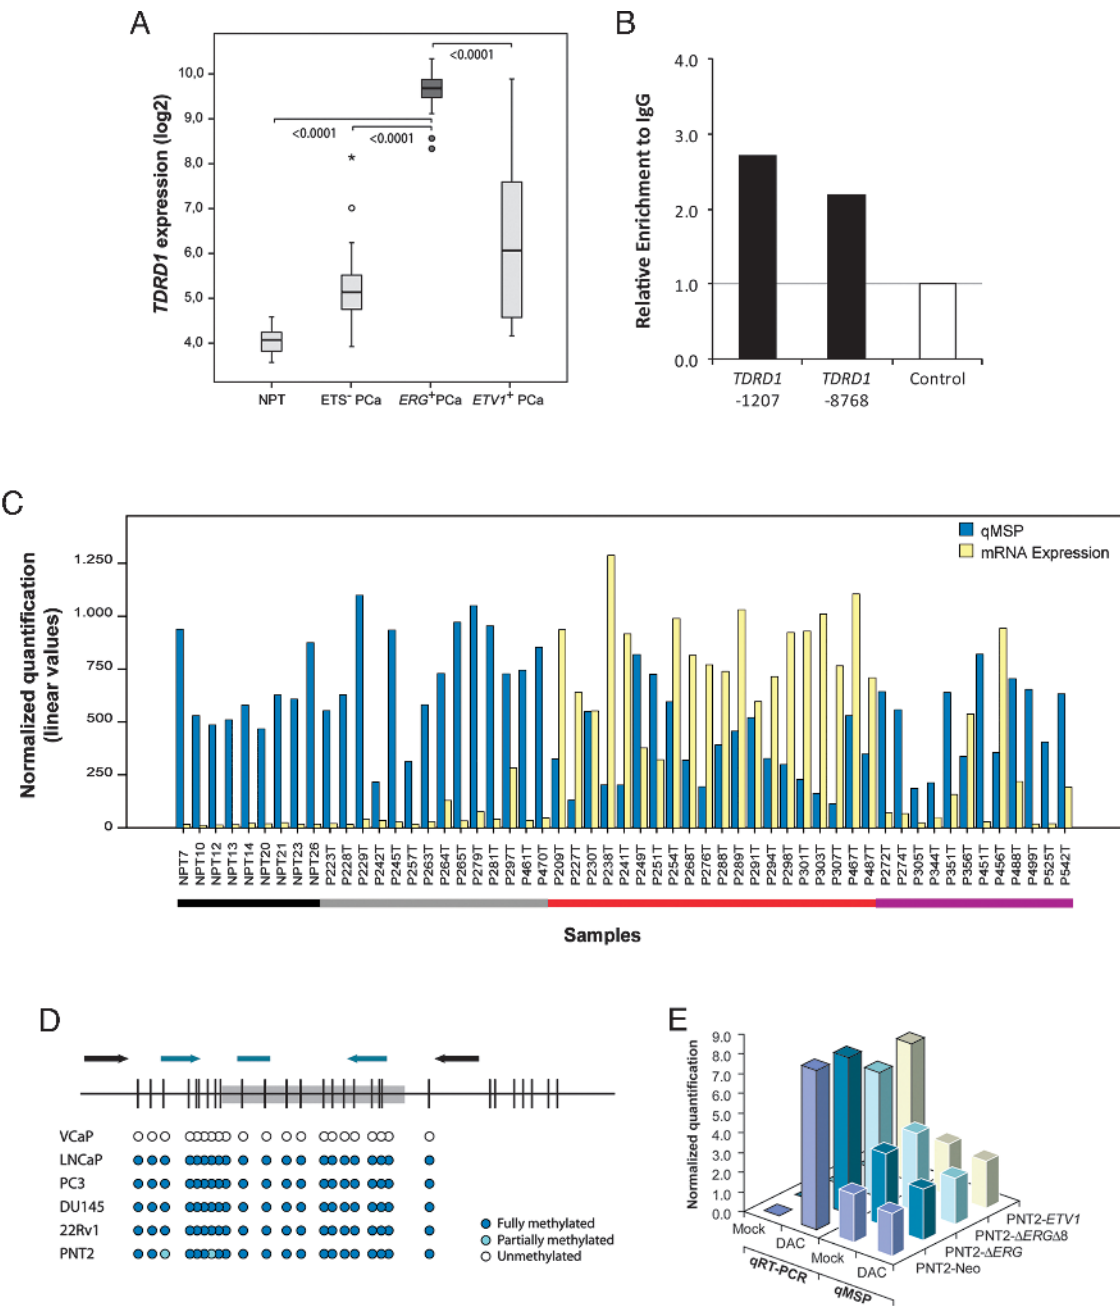 A
TDRD1 expression (log2)
10,0
9,0
8,0
7,0
6,0
5,0
4,0
<0.0001
<0.0001
<0.0001
*
NPT
ETS⁻ PCa
ERG⁺PCa
ETV1⁺ PCa
B
Relative Enrichment to IgG
4.0
3.0
2.0
1.0
0.0
TDRD1
-1207
TDRD1
-8768
Control
C
Normalized quantification
(linear values)
1.250
1.000
750
500
250
0
qMSP
mRNA Expression
NPT7
NPT10
NPT12
NPT13
NPT14
NPT20
NPT21
NPT23
NPT26
P223T
P228T
P229T
P242T
P245T
P257T
P263T
P264T
P265T
P279T
P281T
P297T
P461T
P470T
P209T
P227T
P230T
P238T
P241T
P249T
P251T
P254T
P268T
P276T
P288T
P289T
P291T
P294T
P298T
P301T
P303T
P307T
P467T
P487T
P272T
P274T
P305T
P344T
P351T
P356T
P451T
P456T
P488T
P499T
P525T
P542T
Samples
D
VCaP
LNCaP
PC3
DU145
22Rv1
PNT2
Fully methylated
Partially methylated
Unmethylated
E
Normalized quantification
9.0
8.0
7.0
6.0
5.0
4.0
3.0
2.0
1.0
0.0
Mock
DAC
Mock
DAC
qRT-PCR
qMSP
PNT2-ETV1
PNT2-ΔERGΔ8
PNT2-ΔERG
PNT2-Neo